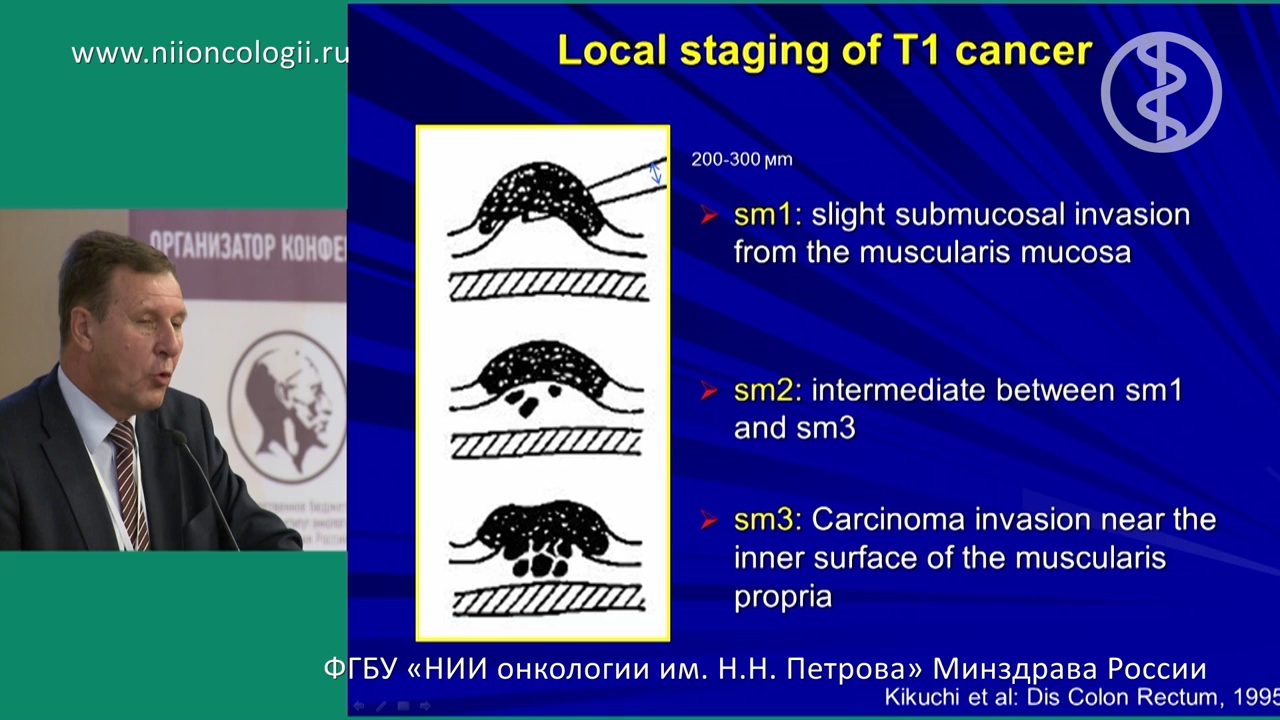 www.niioncologii.ru
Local staging of T1 cancer
200-300 µm
sm1: slight submucosal invasion
from the muscularis mucosa
sm2: intermediate between sm1
and sm3
sm3: Carcinoma invasion near the
inner surface of the muscularis
propria
ОРГАНИЗАТОР КОНФЕ
ФГБУ «НИИ онкологии им. Н.Н. Петрова» Минздрава России
Kikuchi et al: Dis Colon Rectum, 1995